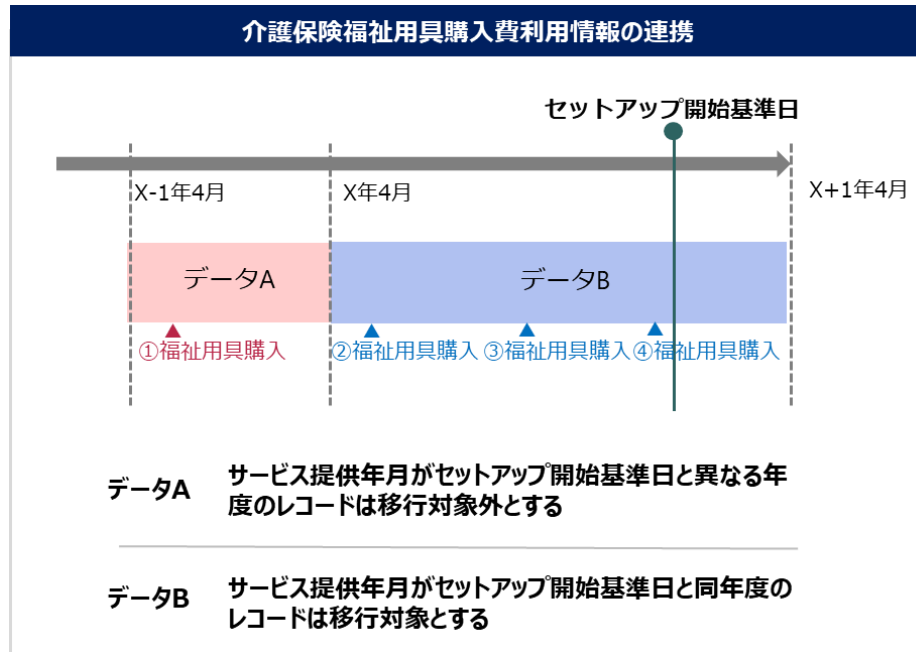 介護保険福祉用具購入費利用情報の連携
セットアップ開始基準日
X-1年4月
X年4月
X+1年4月
データA
データB
①福祉用具購入
②福祉用具購入
③福祉用具購入
④福祉用具購入
データA
サービス提供年月がセットアップ開始基準日と異なる年
度のレコードは移行対象外とする
データB
サービス提供年月がセットアップ開始基準日と同年度の
レコードは移行対象とする